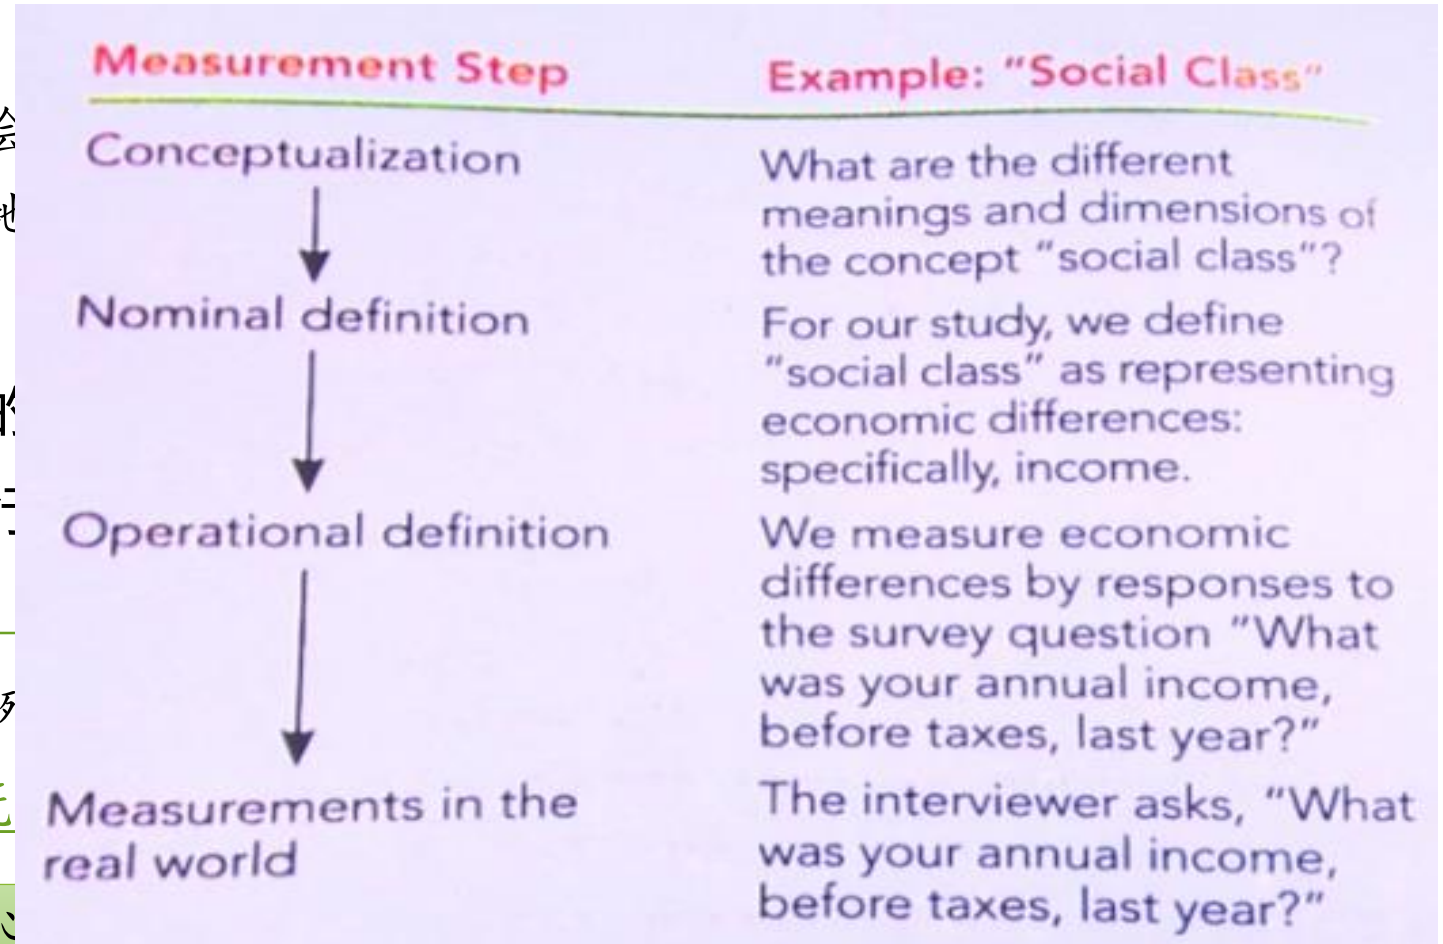 Measurement Step
Example: "Social Class"
Conceptualization
What are the different
meanings and dimensions of
the concept "social class"?
Nominal definition
For our study, we define
"social class" as representing
economic differences:
specifically, income.
Operational definition
We measure economic
differences by responses to
the survey question "What
was your annual income,
before taxes, last year?"
Measurements in the
real world
The interviewer asks, "What
was your annual income,
before taxes, last year?"